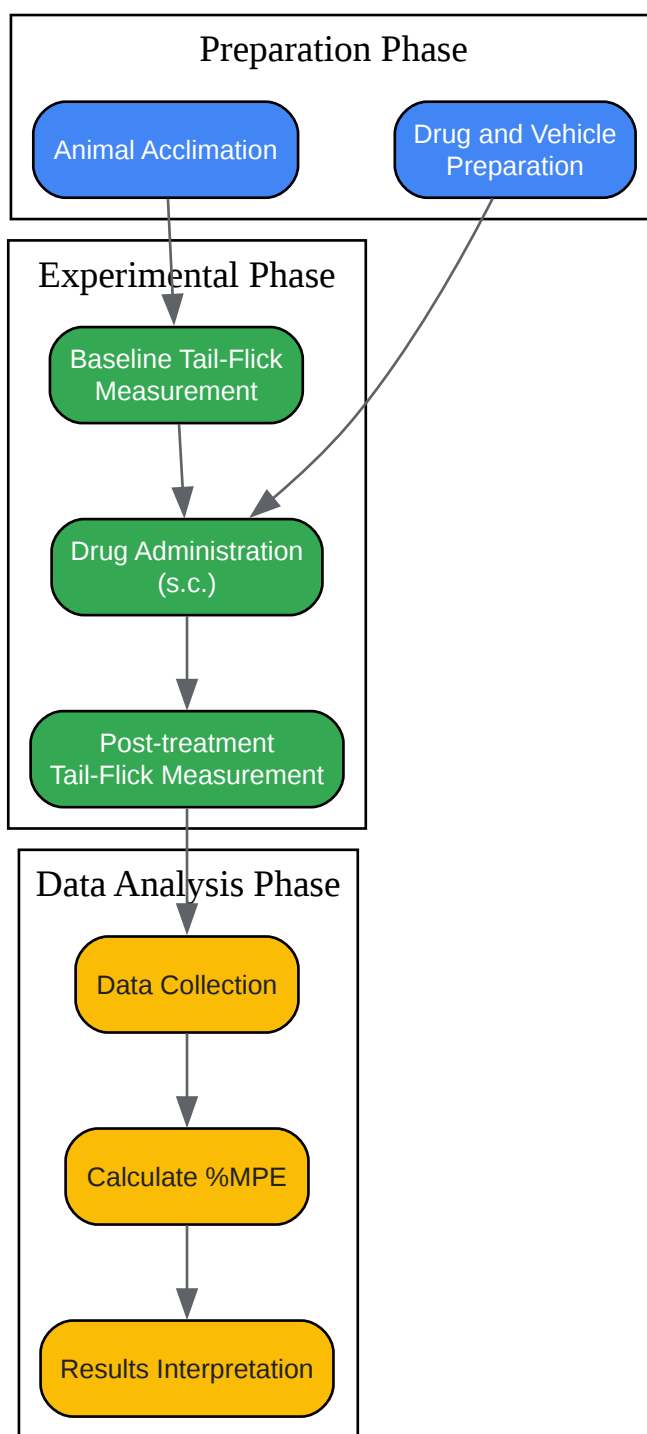 Preparation Phase
Animal Acclimation
Drug and Vehicle
Preparation
Experimental Phase
Baseline Tail-Flick
Measurement
Drug Administration
(s.c.)
Post-treatment
Tail-Flick Measurement
Data Analysis Phase
Data Collection
Calculate %MPE
Results Interpretation